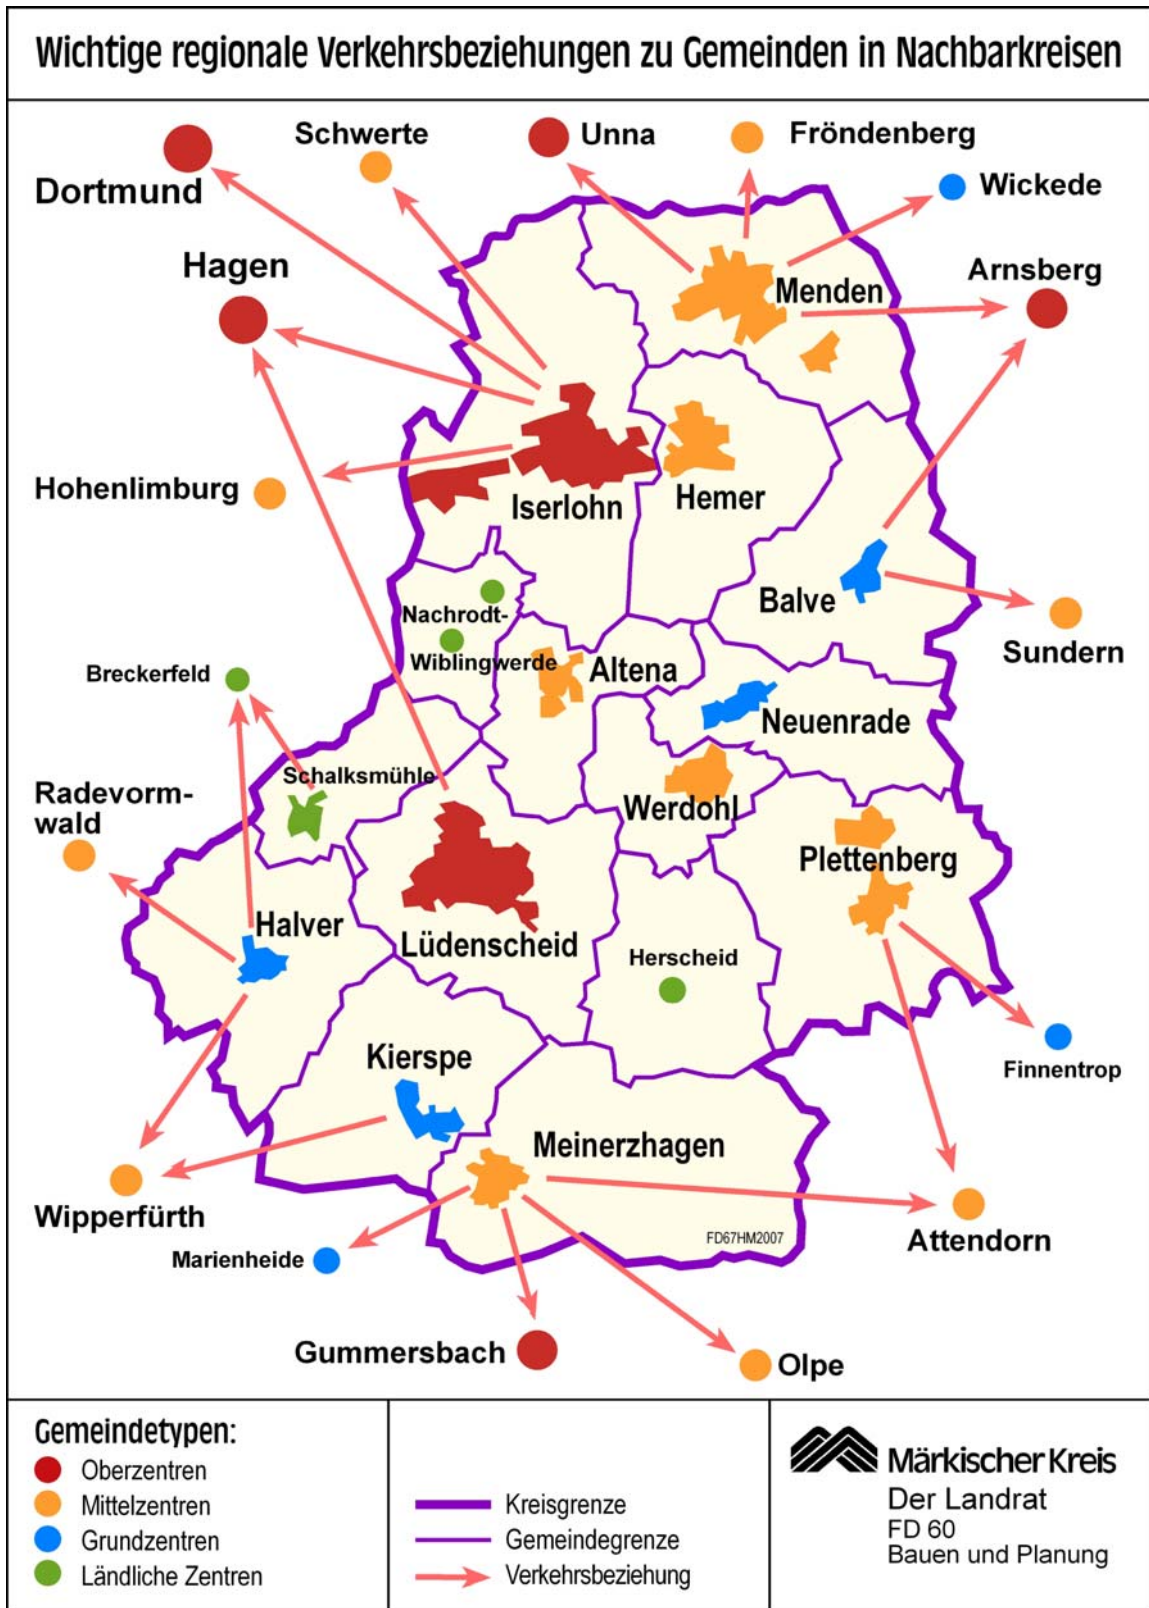 Wichtige regionale Verkehrsbeziehungen zu Gemeinden in Nachbarkreisen
Schwerte
Unna
Fröndenberg
Dortmund
Wickede
Hagen
Arnsberg
Menden
Hohenlimburg
Iserlohn
Hemer
Balve
Nachrodt-
Wiblingwerde
Sundern
Breckerfeld
Altena
Neuenrade
Schalksmühle
Radevorm-
wald
Werdohl
Plettenberg
Halver
Lüdenscheid
Herscheid
Kierspe
Finnentrop
Meinerzhagen
Wipperfürth
Marienheide
FD67HM2007
Attendorn
Gummersbach
Olpe
Gemeindetypen:
Oberzentren
Mittelzentren
Grundzentren
Ländliche Zentren
Kreisgrenze
Gemeindegrenze
Verkehrsbeziehung
Märkischer Kreis
Der Landrat
FD 60
Bauen und Planung